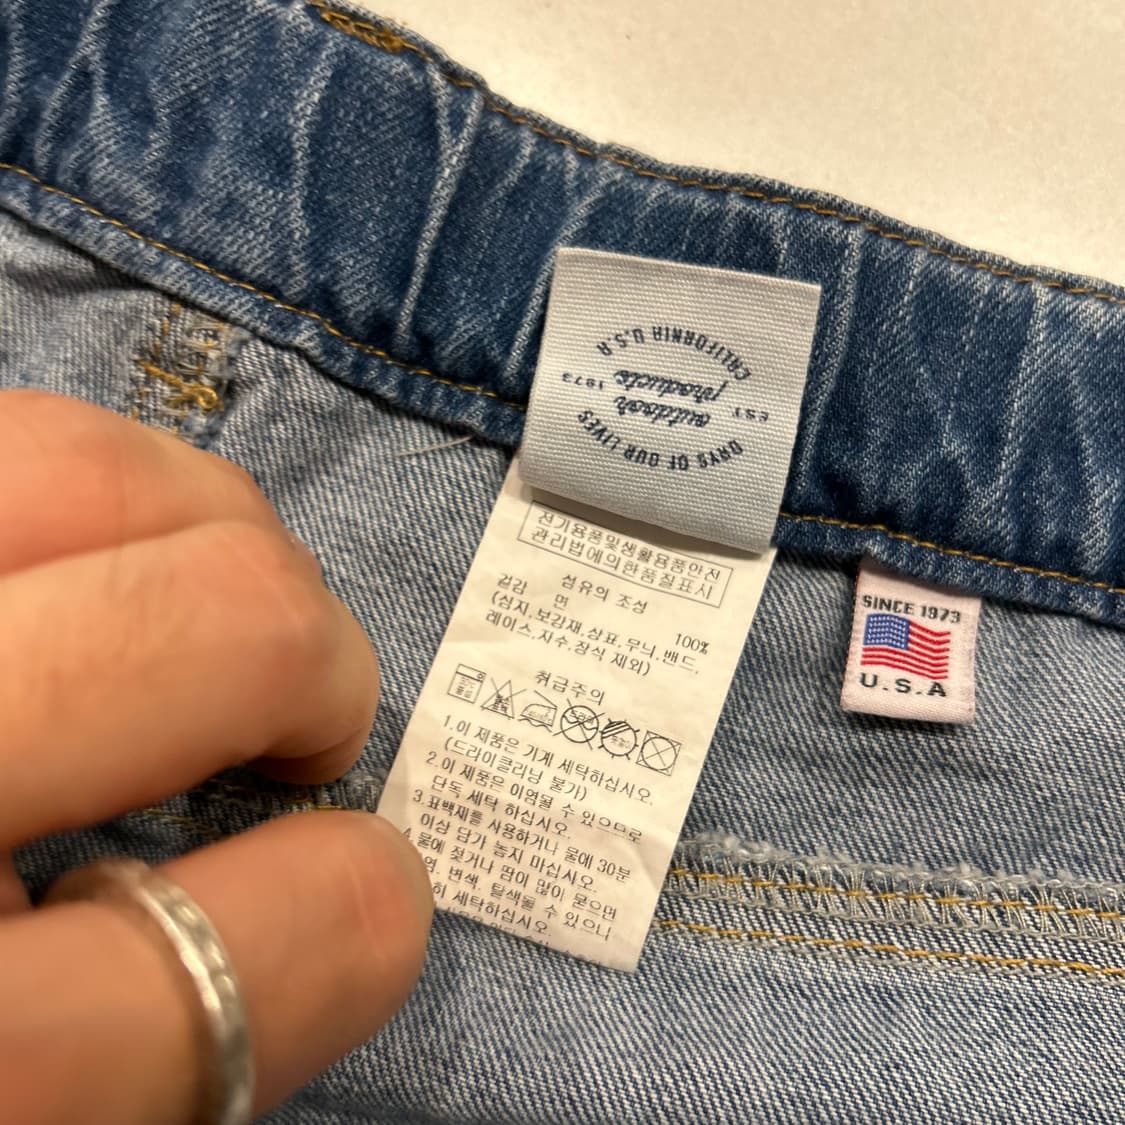 CALIFORNIA U.S.A
outdoor
products
EST 1973
DAYS OF OUR LIVES
전기용품및생활용품안전
관리법에의한품질표시
섬유의 조성
겉감 면 100%
(심지,보강재,상표,무늬,밴드,
레이스,자수,장식 제외)
취급주의
1.이 제품은 기계 세탁하십시오.
(드라이클리닝 불가)
2.이 제품은 이염될 수 있으므로
단독 세탁 하십시오.
3.표백제를 사용하거나 물에 30분
이상 담가 놓지 마십시오.
4.물에 젖거나 땀이 많이 묻으면
염, 변색, 탈색될 수 있으니
히 세탁하십시오.
SINCE 1973
U.S.A